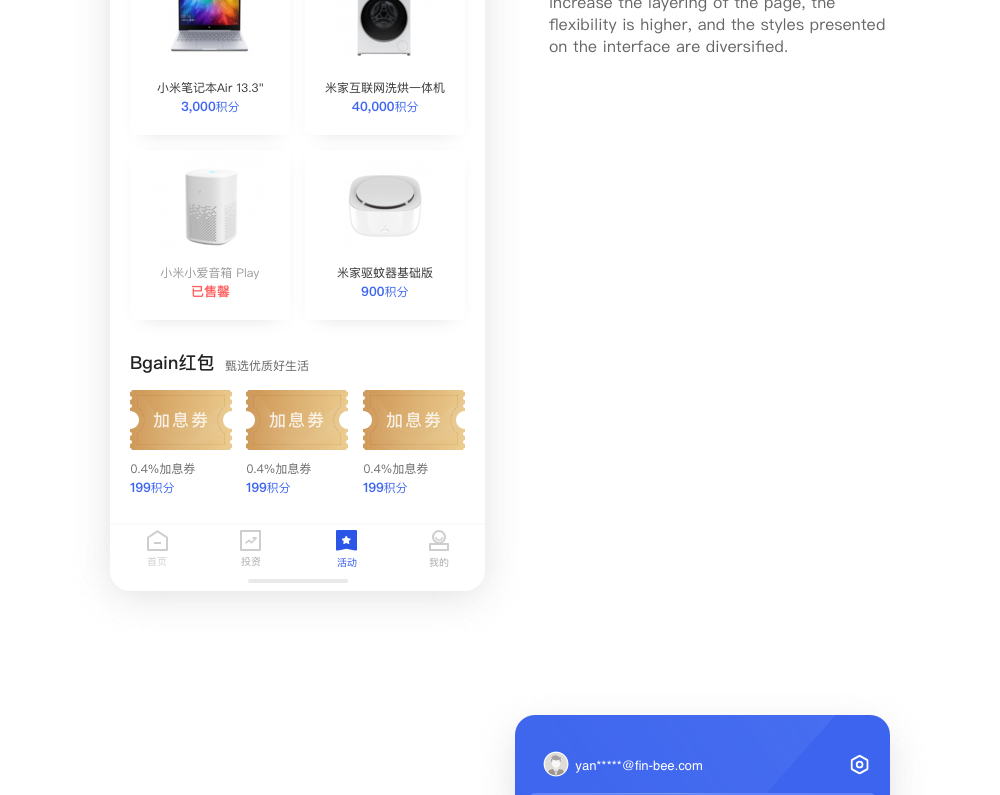 increase the layering of the page, the
flexibility is higher, and the styles presented
on the interface are diversified.
小米笔记本Air 13.3"
3,000积分
米家互联网洗烘一体机
40,000积分
小米小爱音箱 Play
已售馨
米家驱蚊器基础版
900积分
Bgain红包 甄选优质好生活
加息劵
加息劵
加息劵
0.4%加息券
199积分
0.4%加息券
199积分
0.4%加息券
199积分
首页
投资
活动
我的
yan*****@fin-bee.com